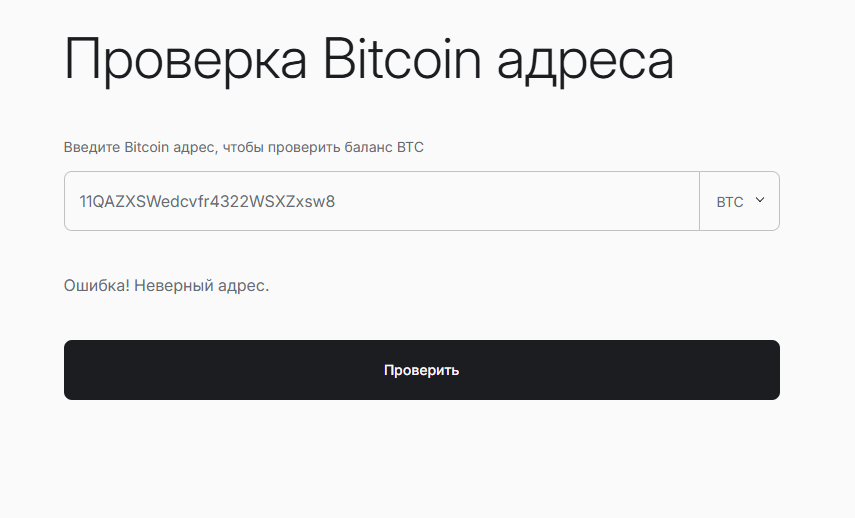 Проверка Bitcoin адреса
Введите Bitcoin адрес, чтобы проверить баланс BTC
11QAZXSWedcvfr4322WSXZxsw8
BTC
Ошибка! Неверный адрес.
Проверить